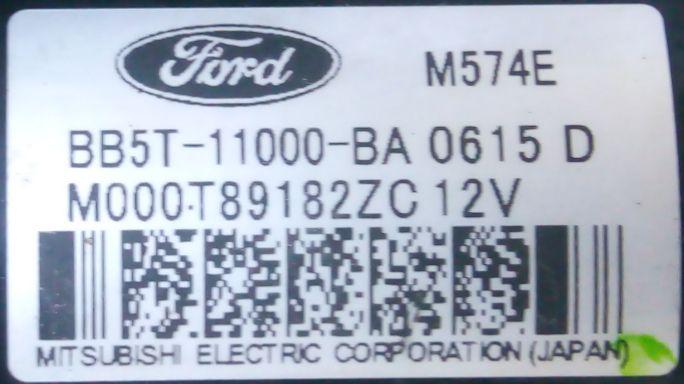 Ford M574E
BB5T-11000-BA 0615 D
M000T89182ZC 12V
MITSUBISHI ELECTRIC CORPORATION (JAPAN)